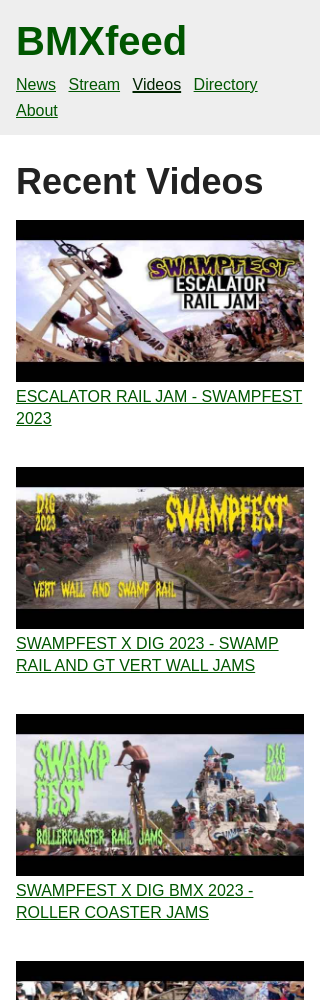 BMXfeed
News Stream Videos Directory
About
Recent Videos
SWAMPFEST
ESCALATOR
RAIL JAM
ESCALATOR RAIL JAM - SWAMPFEST
2023
DIG
2023
SWAMPFEST
VERT WALL AND SWAMP RAIL
SWAMPFEST X DIG 2023 - SWAMP
RAIL AND GT VERT WALL JAMS
SWAMP
FEST
DIG
2023
ROLLERCOASTER RAIL JAMS
SWAMPFEST X DIG BMX 2023 -
ROLLER COASTER JAMS